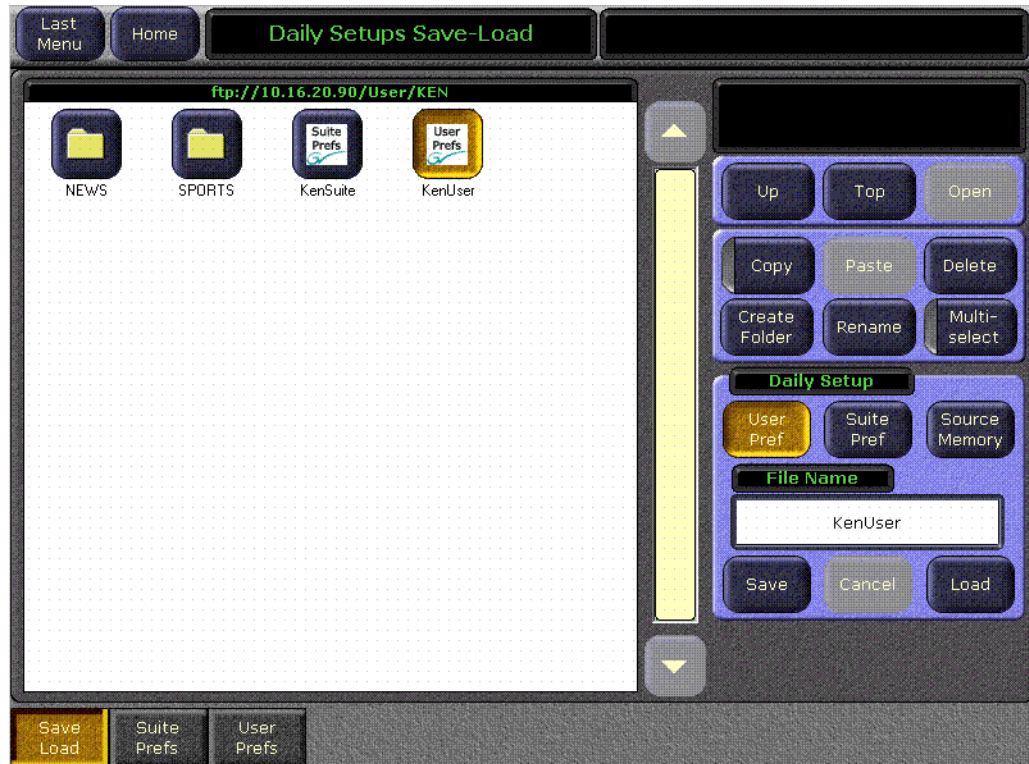 Last
Menu
Home
Daily Setups Save-Load
ftp://10.16.20.90/User/KEN
Suite
Prefs
User
Prefs
NEWS
SPORTS
KenSuite
KenUser
Up
Top
Open
Copy
Paste
Delete
Create
Folder
Rename
Multi-
select
Daily Setup
User
Pref
Suite
Pref
Source
Memory
File Name
KenUser
Save
Cancel
Load
Save
Load
Suite
Prefs
User
Prefs